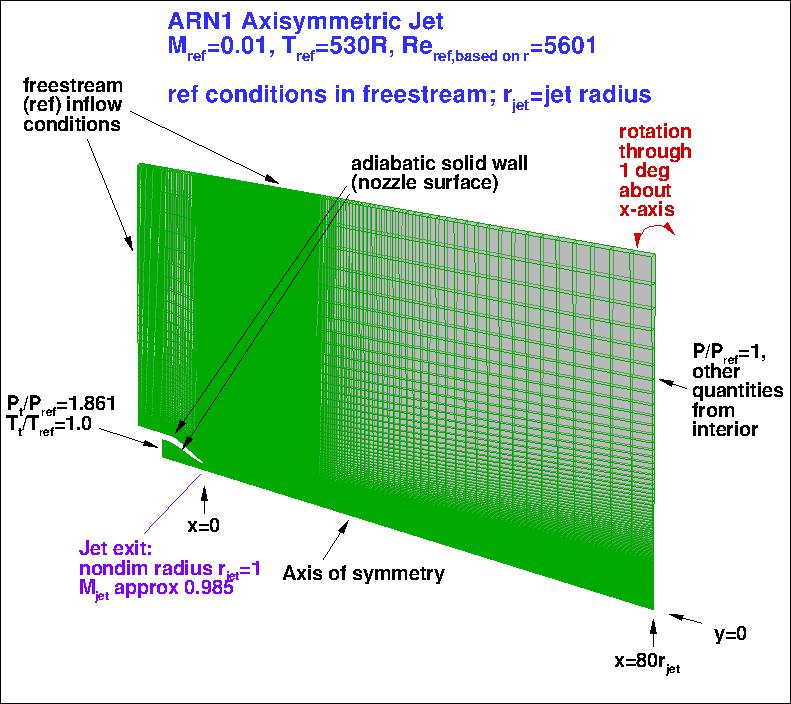 ARN1 Axisymmetric Jet
Mref=0.01, Tref=530R, Reref,based on r=5601
ref conditions in freestream; rjet=jet radius
freestream
(ref) inflow
conditions
adiabatic solid wall
(nozzle surface)
rotation
through
1 deg
about
x-axis
P/Pref=1,
other
quantities
from
interior
Pt/Pref=1.861
Tt/Tref=1.0
x=0
Jet exit:
nondim radius rjet=1
Mjet approx 0.985
Axis of symmetry
y=0
x=80rjet